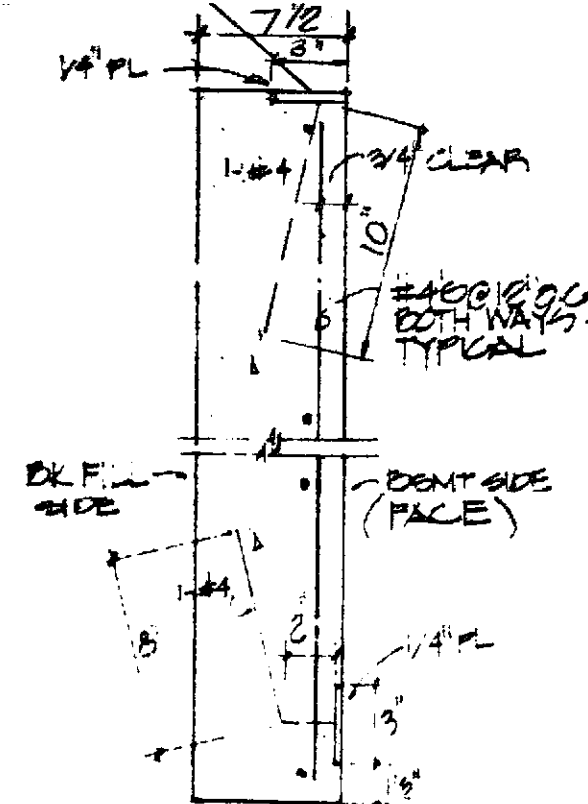 7 1/2
3"
1/4" PL
1-#4
3/4 CLEAR
10"
#4'S@12"O.C.
BOTH WAYS
TYPICAL
BK FILL
SIDE
BSMT SIDE
(FACE)
1-#4
8
2
1/4" PL
3"